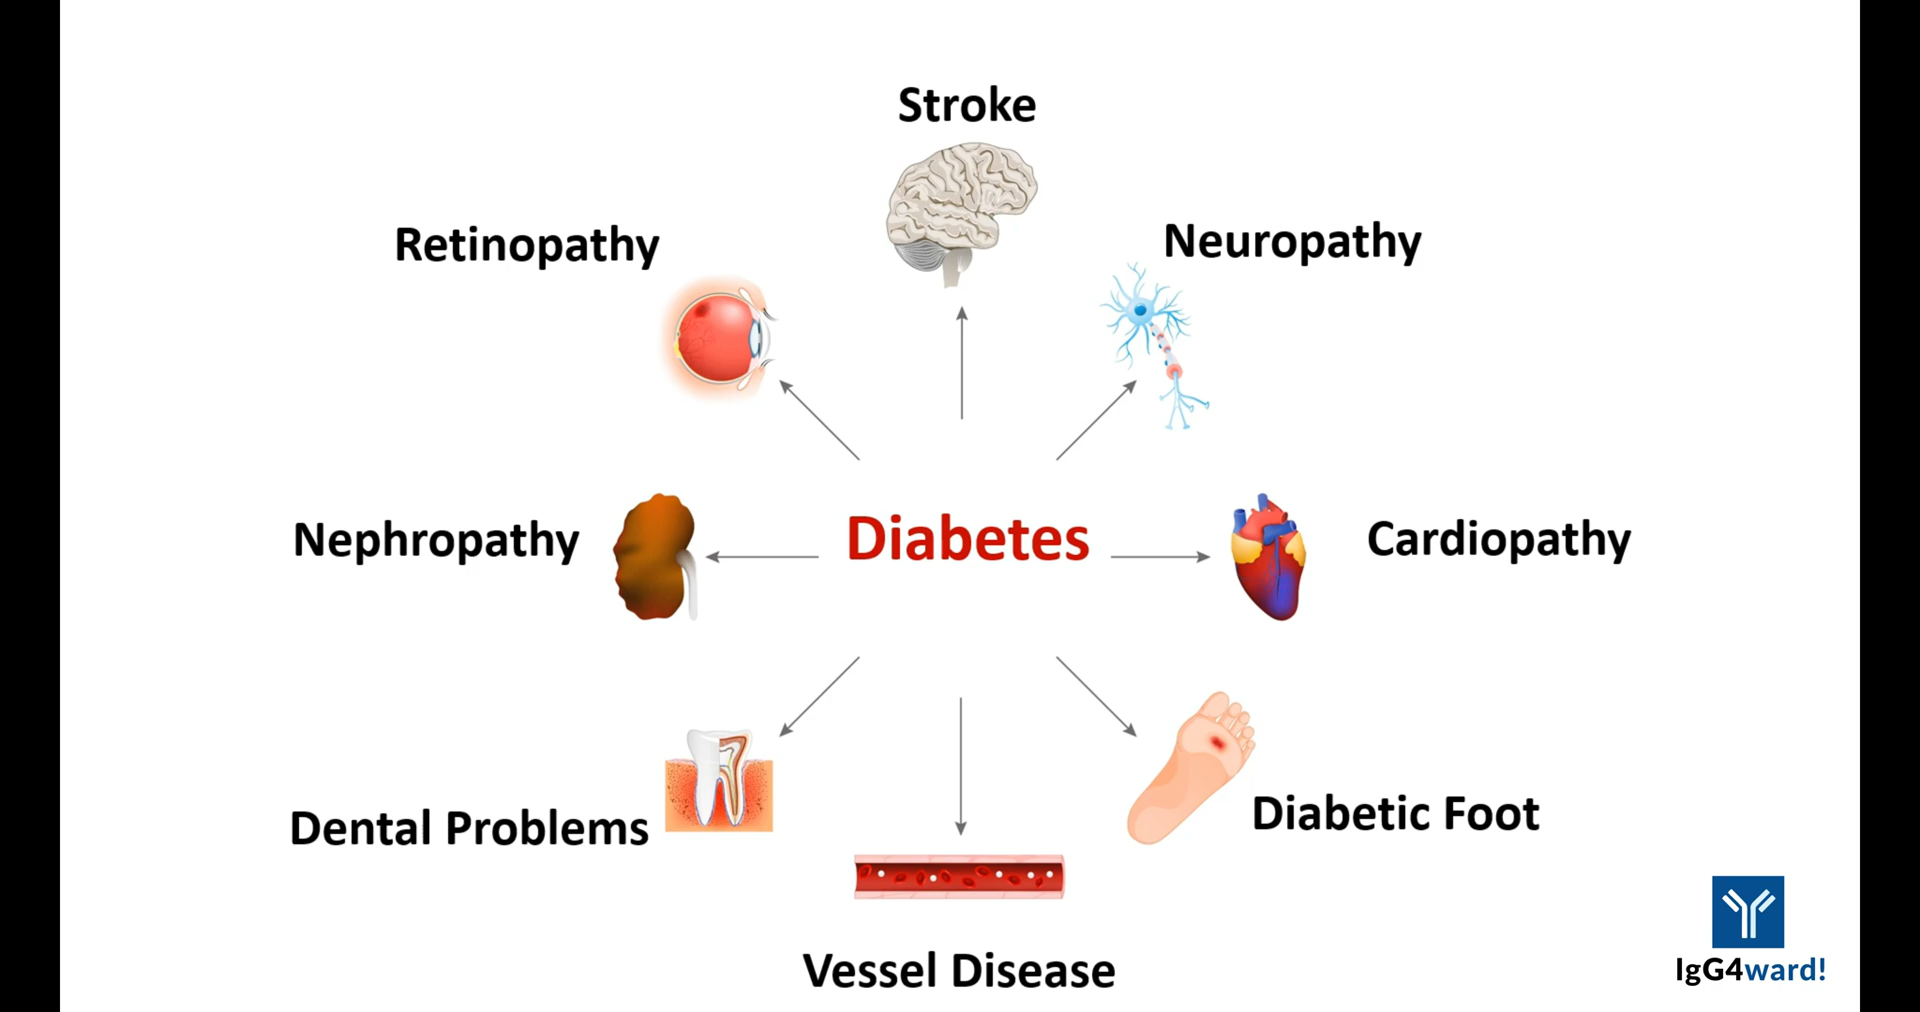 Stroke
Retinopathy
Neuropathy
Nephropathy
Diabetes
Cardiopathy
Dental Problems
Diabetic Foot
Vessel Disease
IgG4ward!